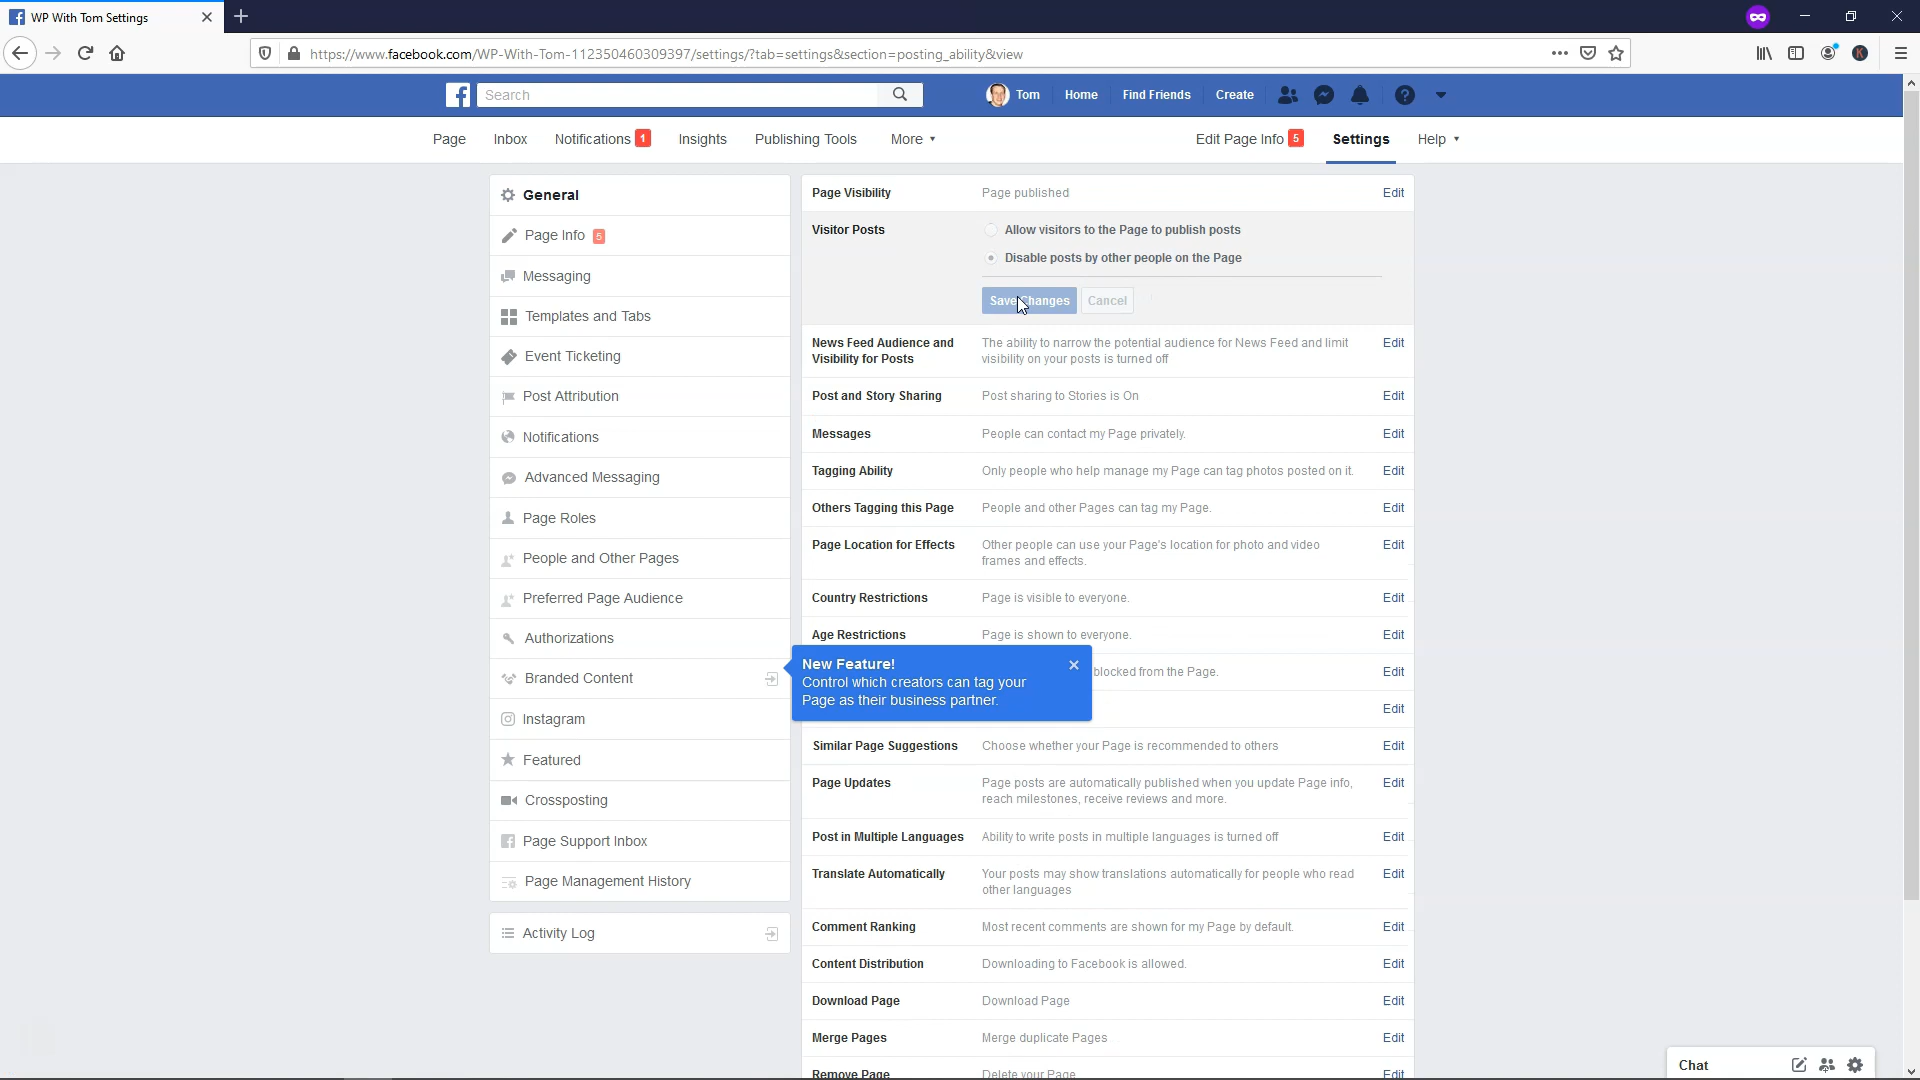 WP With Tom Settings
https://www.facebook.com/WP-With-Tom-112350460309397/settings/?tab=settings&section=posting_ability&view
Search
Tom
Home
Find Friends
Create
Page
Inbox
Notifications 1
Insights
Publishing Tools
More
Edit Page Info 5
Settings
Help
General
Page Info 5
Messaging
Templates and Tabs
Event Ticketing
Post Attribution
Notifications
Advanced Messaging
Page Roles
People and Other Pages
Preferred Page Audience
Authorizations
Branded Content
Instagram
Featured
Crossposting
Page Support Inbox
Page Management History
Activity Log
Page Visibility Page published Edit
Visitor Posts Allow visitors to the Page to publish posts
Disable posts by other people on the Page
Save Changes Cancel
News Feed Audience and
Visibility for Posts
The ability to narrow the potential audience for News Feed and limit
visibility on your posts is turned off
Edit
Post and Story Sharing Post sharing to Stories is On Edit
Messages People can contact my Page privately. Edit
Tagging Ability Only people who help manage my Page can tag photos posted on it. Edit
Others Tagging this Page People and other Pages can tag my Page. Edit
Page Location for Effects
Other people can use your Page's location for photo and video
frames and effects.
Edit
Country Restrictions Page is visible to everyone. Edit
Age Restrictions Page is shown to everyone. Edit
New Feature!
Control which creators can tag your
Page as their business partner.
blocked from the Page. Edit
Edit
Similar Page Suggestions Choose whether your Page is recommended to others Edit
Page Updates
Page posts are automatically published when you update Page info,
reach milestones, receive reviews and more.
Edit
Post in Multiple Languages Ability to write posts in multiple languages is turned off Edit
Translate Automatically
Your posts may show translations automatically for people who read
other languages
Edit
Comment Ranking Most recent comments are shown for my Page by default. Edit
Content Distribution Downloading to Facebook is allowed. Edit
Download Page Download Page Edit
Merge Pages Merge duplicate Pages Edit
Remove Page Delete your Page Edit
Chat